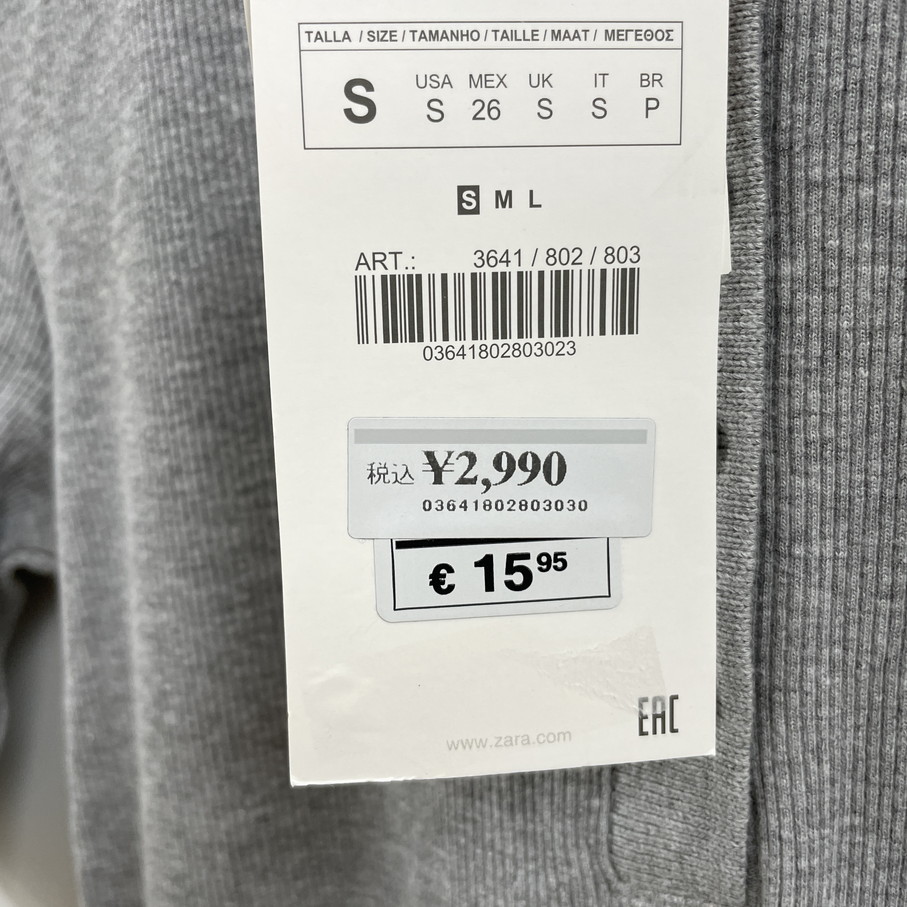 TALLA / SIZE / TAMANHO / TAILLE / MAAT / ΜΕΓΕΘΟΣ
USA MEX UK IT BR
S S 26 S S P
S M L
ART.: 3641 / 802 / 803
03641802803023
税込 ¥2,990
03641802803030
€ 15 95
EAC
www.zara.com